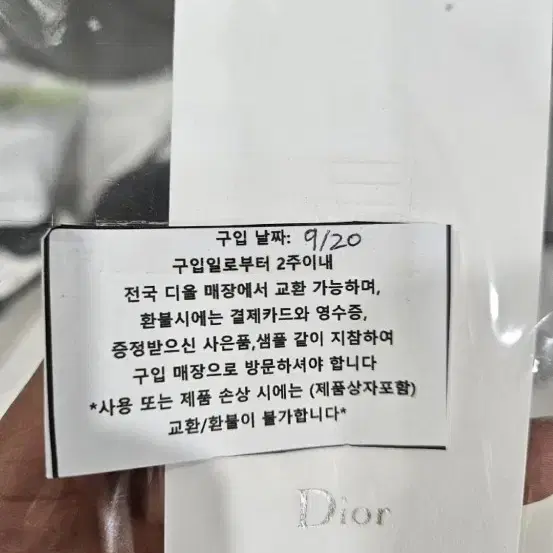 구입 날짜: 9/20
구입일로부터 2주이내
전국 디올 매장에서 교환 가능하며,
환불시에는 결제카드와 영수증,
증정받으신 사은품,샘플 같이 지참하여
구입 매장으로 방문하셔야 합니다
*사용 또는 제품 손상 시에는 (제품상자포함)
교환/환불이 불가합니다*
Dior